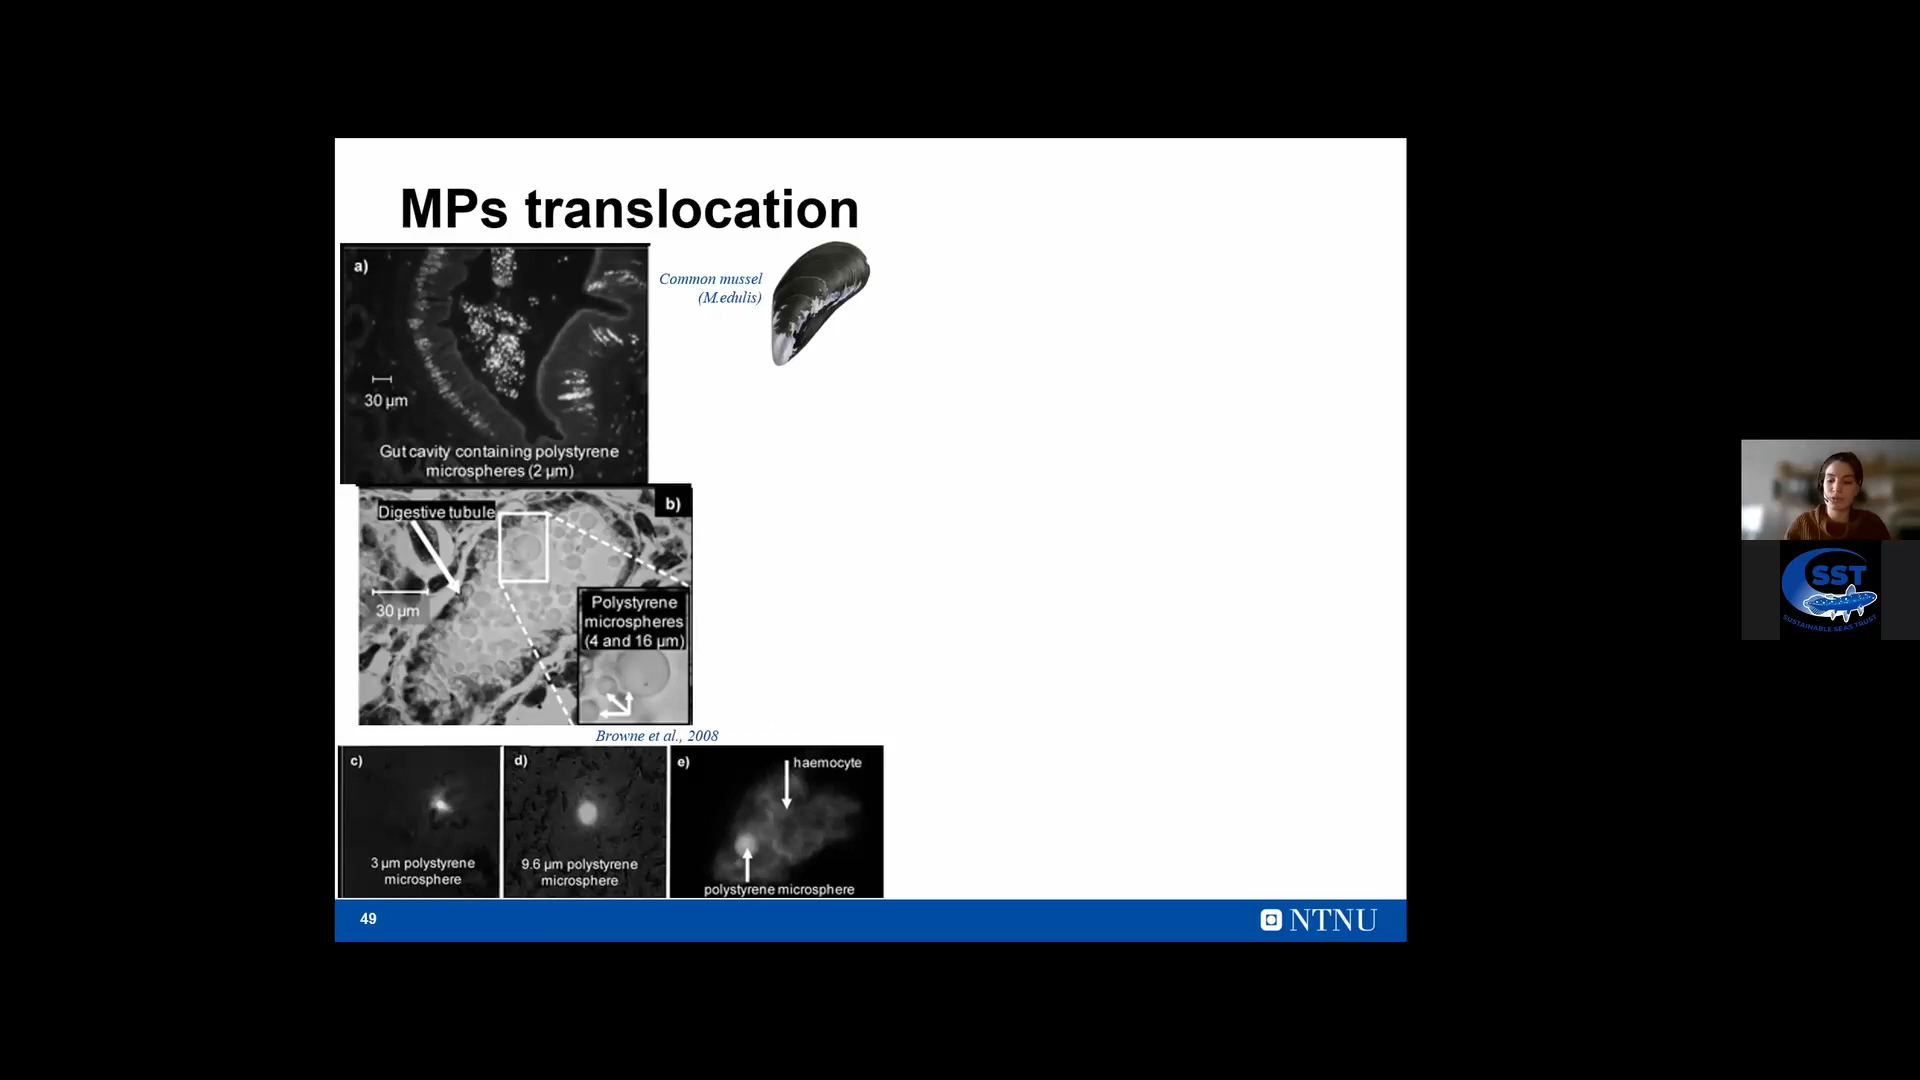 MPs translocation
a)
Common mussel
(M.edulis)
30 µm
Gut cavity containing polystyrene
microspheres (2 µm)
b)
Digestive tubule
30 µm
Polystyrene
microspheres
(4 and 16 µm)
Browne et al., 2008
c)
3 µm polystyrene
microsphere
d)
9.6 µm polystyrene
microsphere
e)
haemocyte
polystyrene microsphere
49
NTNU
SST
SUSTAINABLE SEAS TRUST